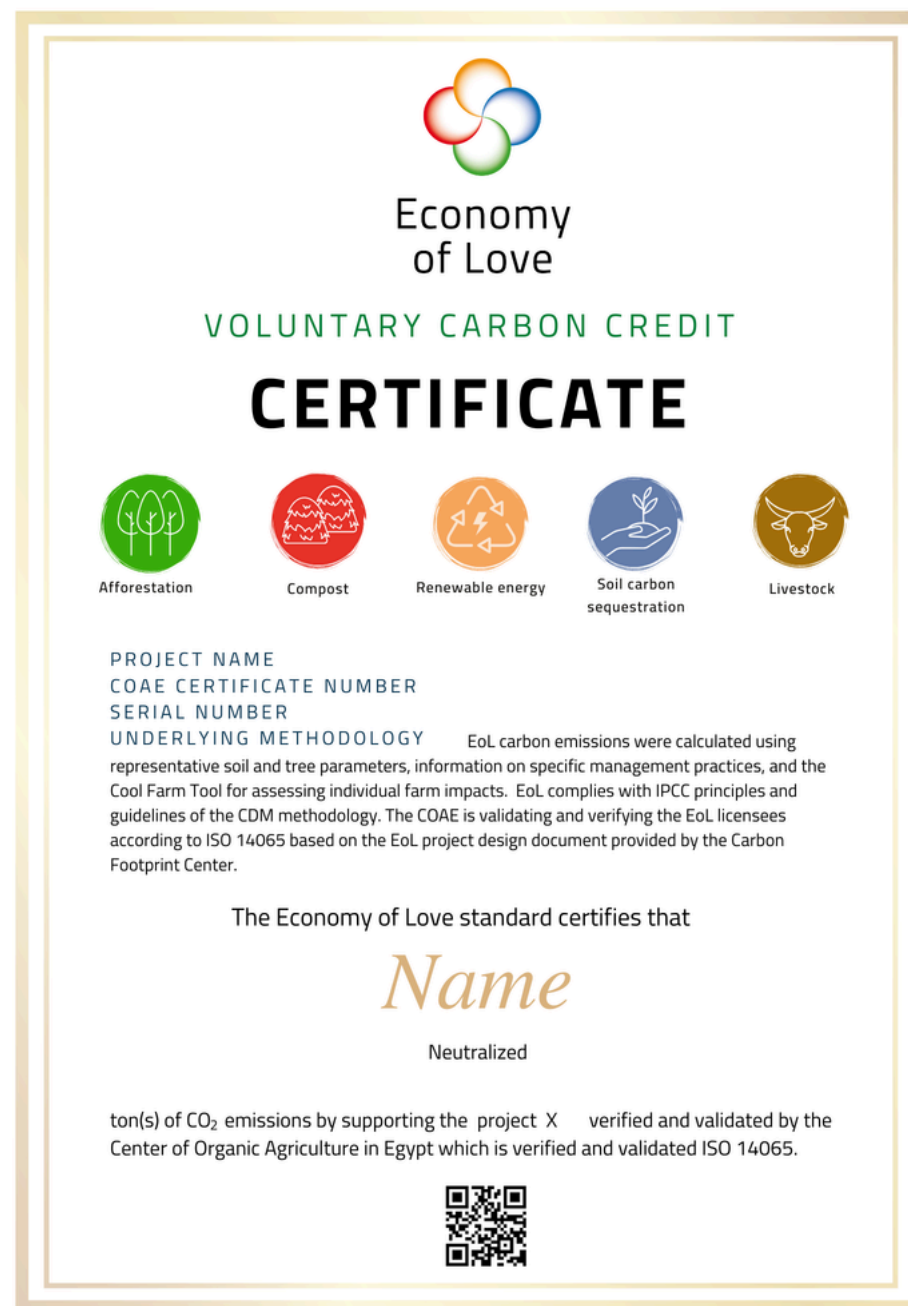 Economy
of Love
VOLUNTARY CARBON CREDIT
CERTIFICATE
Afforestation
Compost
Renewable energy
Soil carbon
sequestration
Livestock
PROJECT NAME
COAE CERTIFICATE NUMBER
SERIAL NUMBER
UNDERLYING METHODOLOGY EoL carbon emissions were calculated using
representative soil and tree parameters, information on specific management practices, and the
Cool Farm Tool for assessing individual farm impacts. EoL complies with IPCC principles and
guidelines of the CDM methodology. The COAE is validating and verifying the EoL licensees
according to ISO 14065 based on the EoL project design document provided by the Carbon
Footprint Center.
The Economy of Love standard certifies that
Name
Neutralized
ton(s) of CO₂ emissions by supporting the project X verified and validated by the
Center of Organic Agriculture in Egypt which is verified and validated ISO 14065.